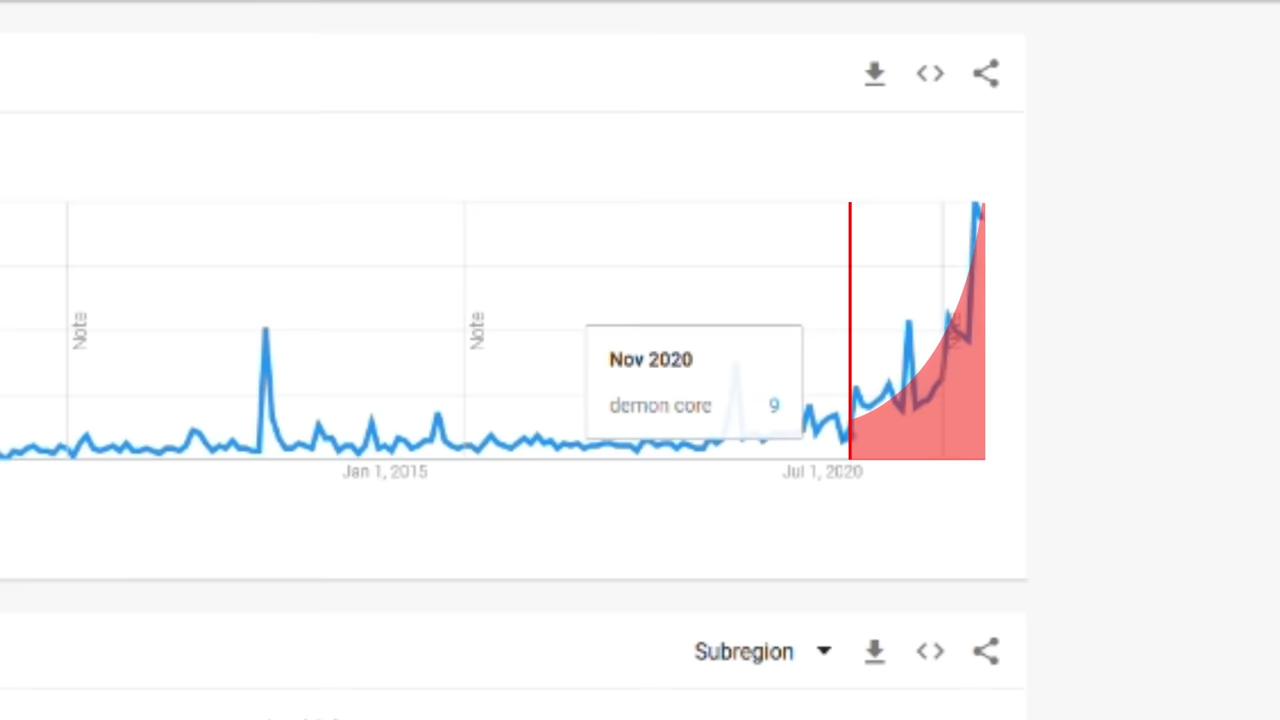 Note
Note
Nov 2020
demon core 9
Jan 1, 2015
Jul 1, 2020
Subregion